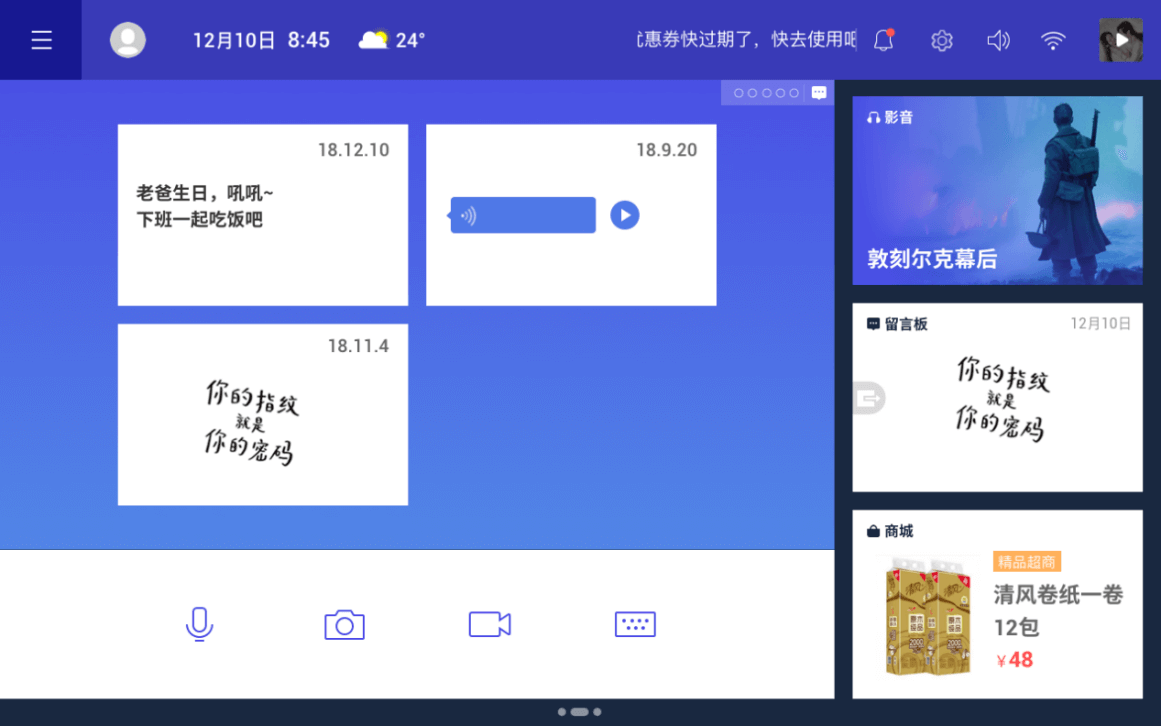 12月10日 8:45
24°
惠券快过期了，快去使用吧
18.12.10
老爸生日，吼吼~
下班一起吃饭吧
18.9.20
18.11.4
你的指纹
就是
你的密码
影音
敦刻尔克幕后
留言板
12月10日
你的指纹
就是
你的密码
商城
精品超商
清风卷纸一卷
12包
¥48